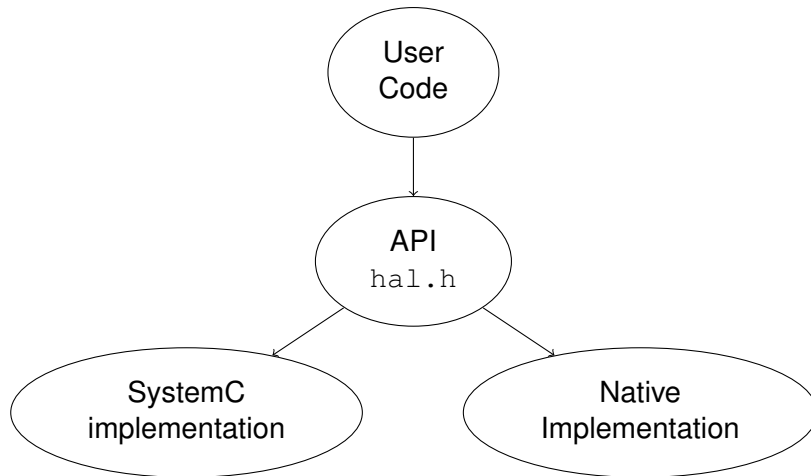 User
Code
API
hal.h
SystemC
implementation
Native
Implementation